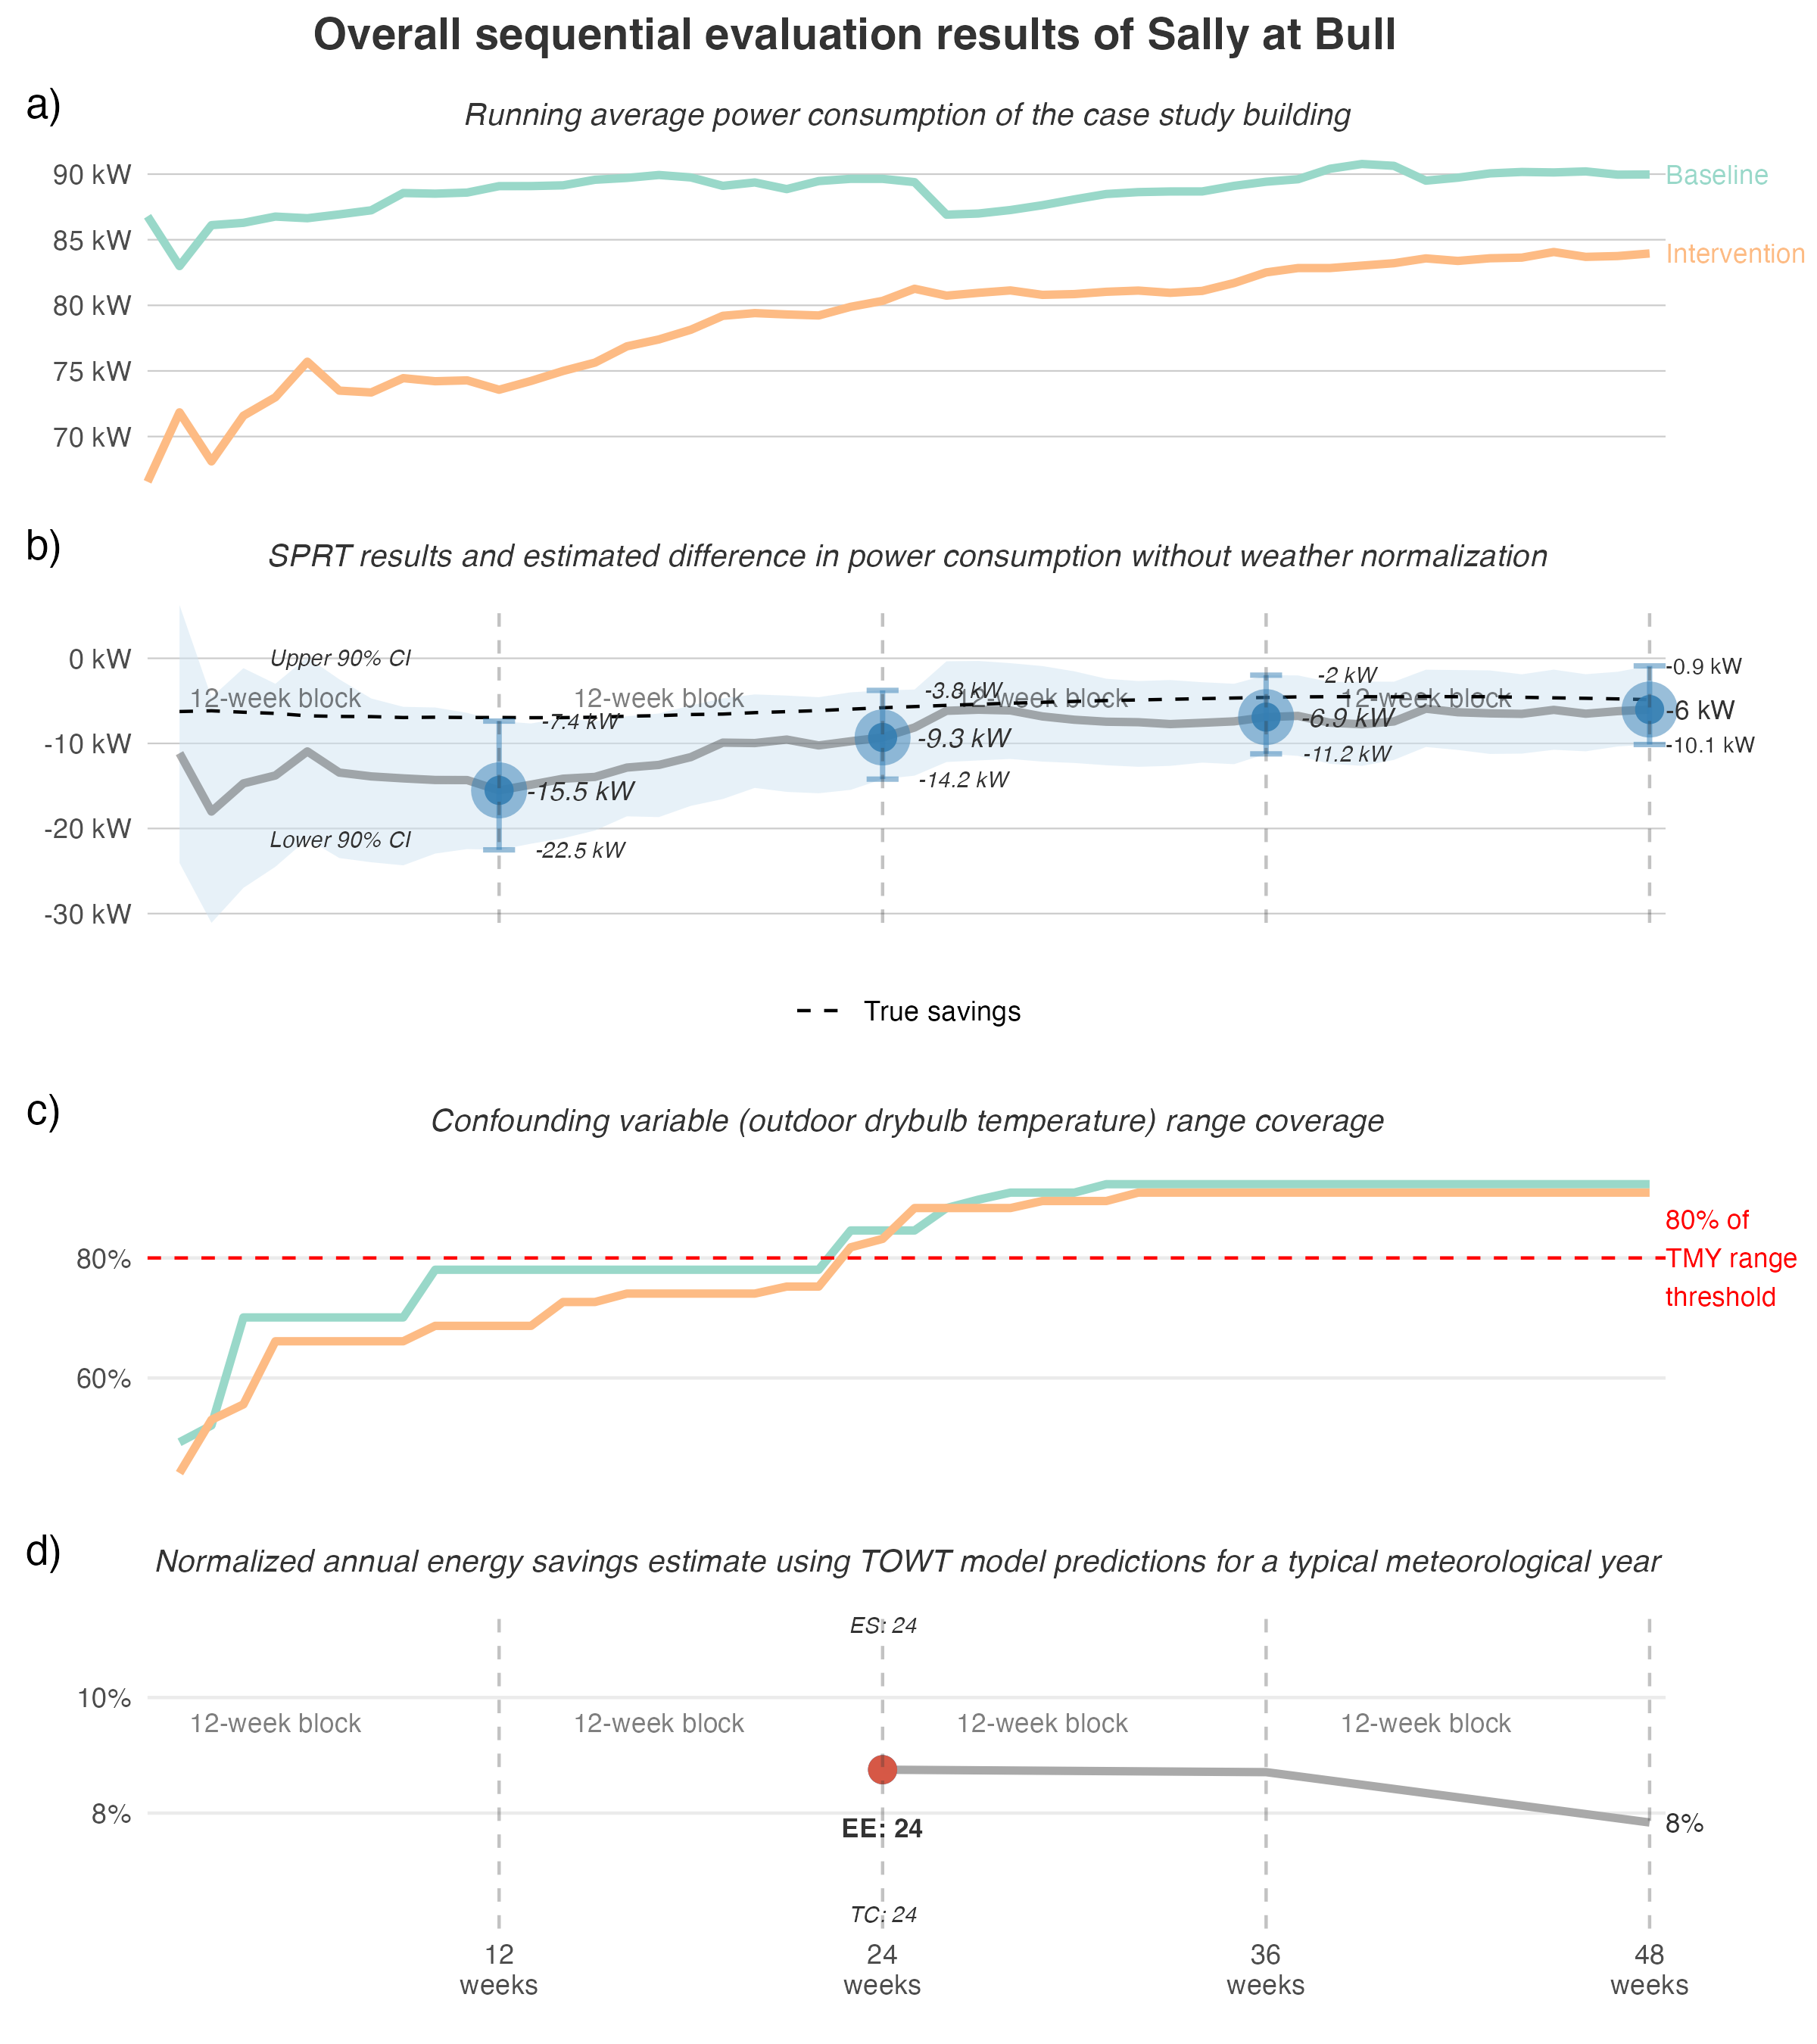 Overall sequential evaluation results of Sally at Bull
a)
Running average power consumption of the case study building
90 kW
85 kW
80 kW
75 kW
70 kW
Baseline
Intervention
b)
SPRT results and estimated difference in power consumption without weather normalization
0 kW
-10 kW
-20 kW
-30 kW
Upper 90% CI
Lower 90% CI
12-week block
12-week block
12-week block
12-week block
-7.4 kW
-15.5 kW
-22.5 kW
-3.8 kW
-9.3 kW
-14.2 kW
-2 kW
-6.9 kW
-11.2 kW
-0.9 kW
-6 kW
-10.1 kW
True savings
c)
Confounding variable (outdoor drybulb temperature) range coverage
80%
60%
80% of
TMY range
threshold
d)
Normalized annual energy savings estimate using TOWT model predictions for a typical meteorological year
ES: 24
10%
12-week block
12-week block
12-week block
12-week block
8%
EE: 24
8%
TC: 24
12
weeks
24
weeks
36
weeks
48
weeks